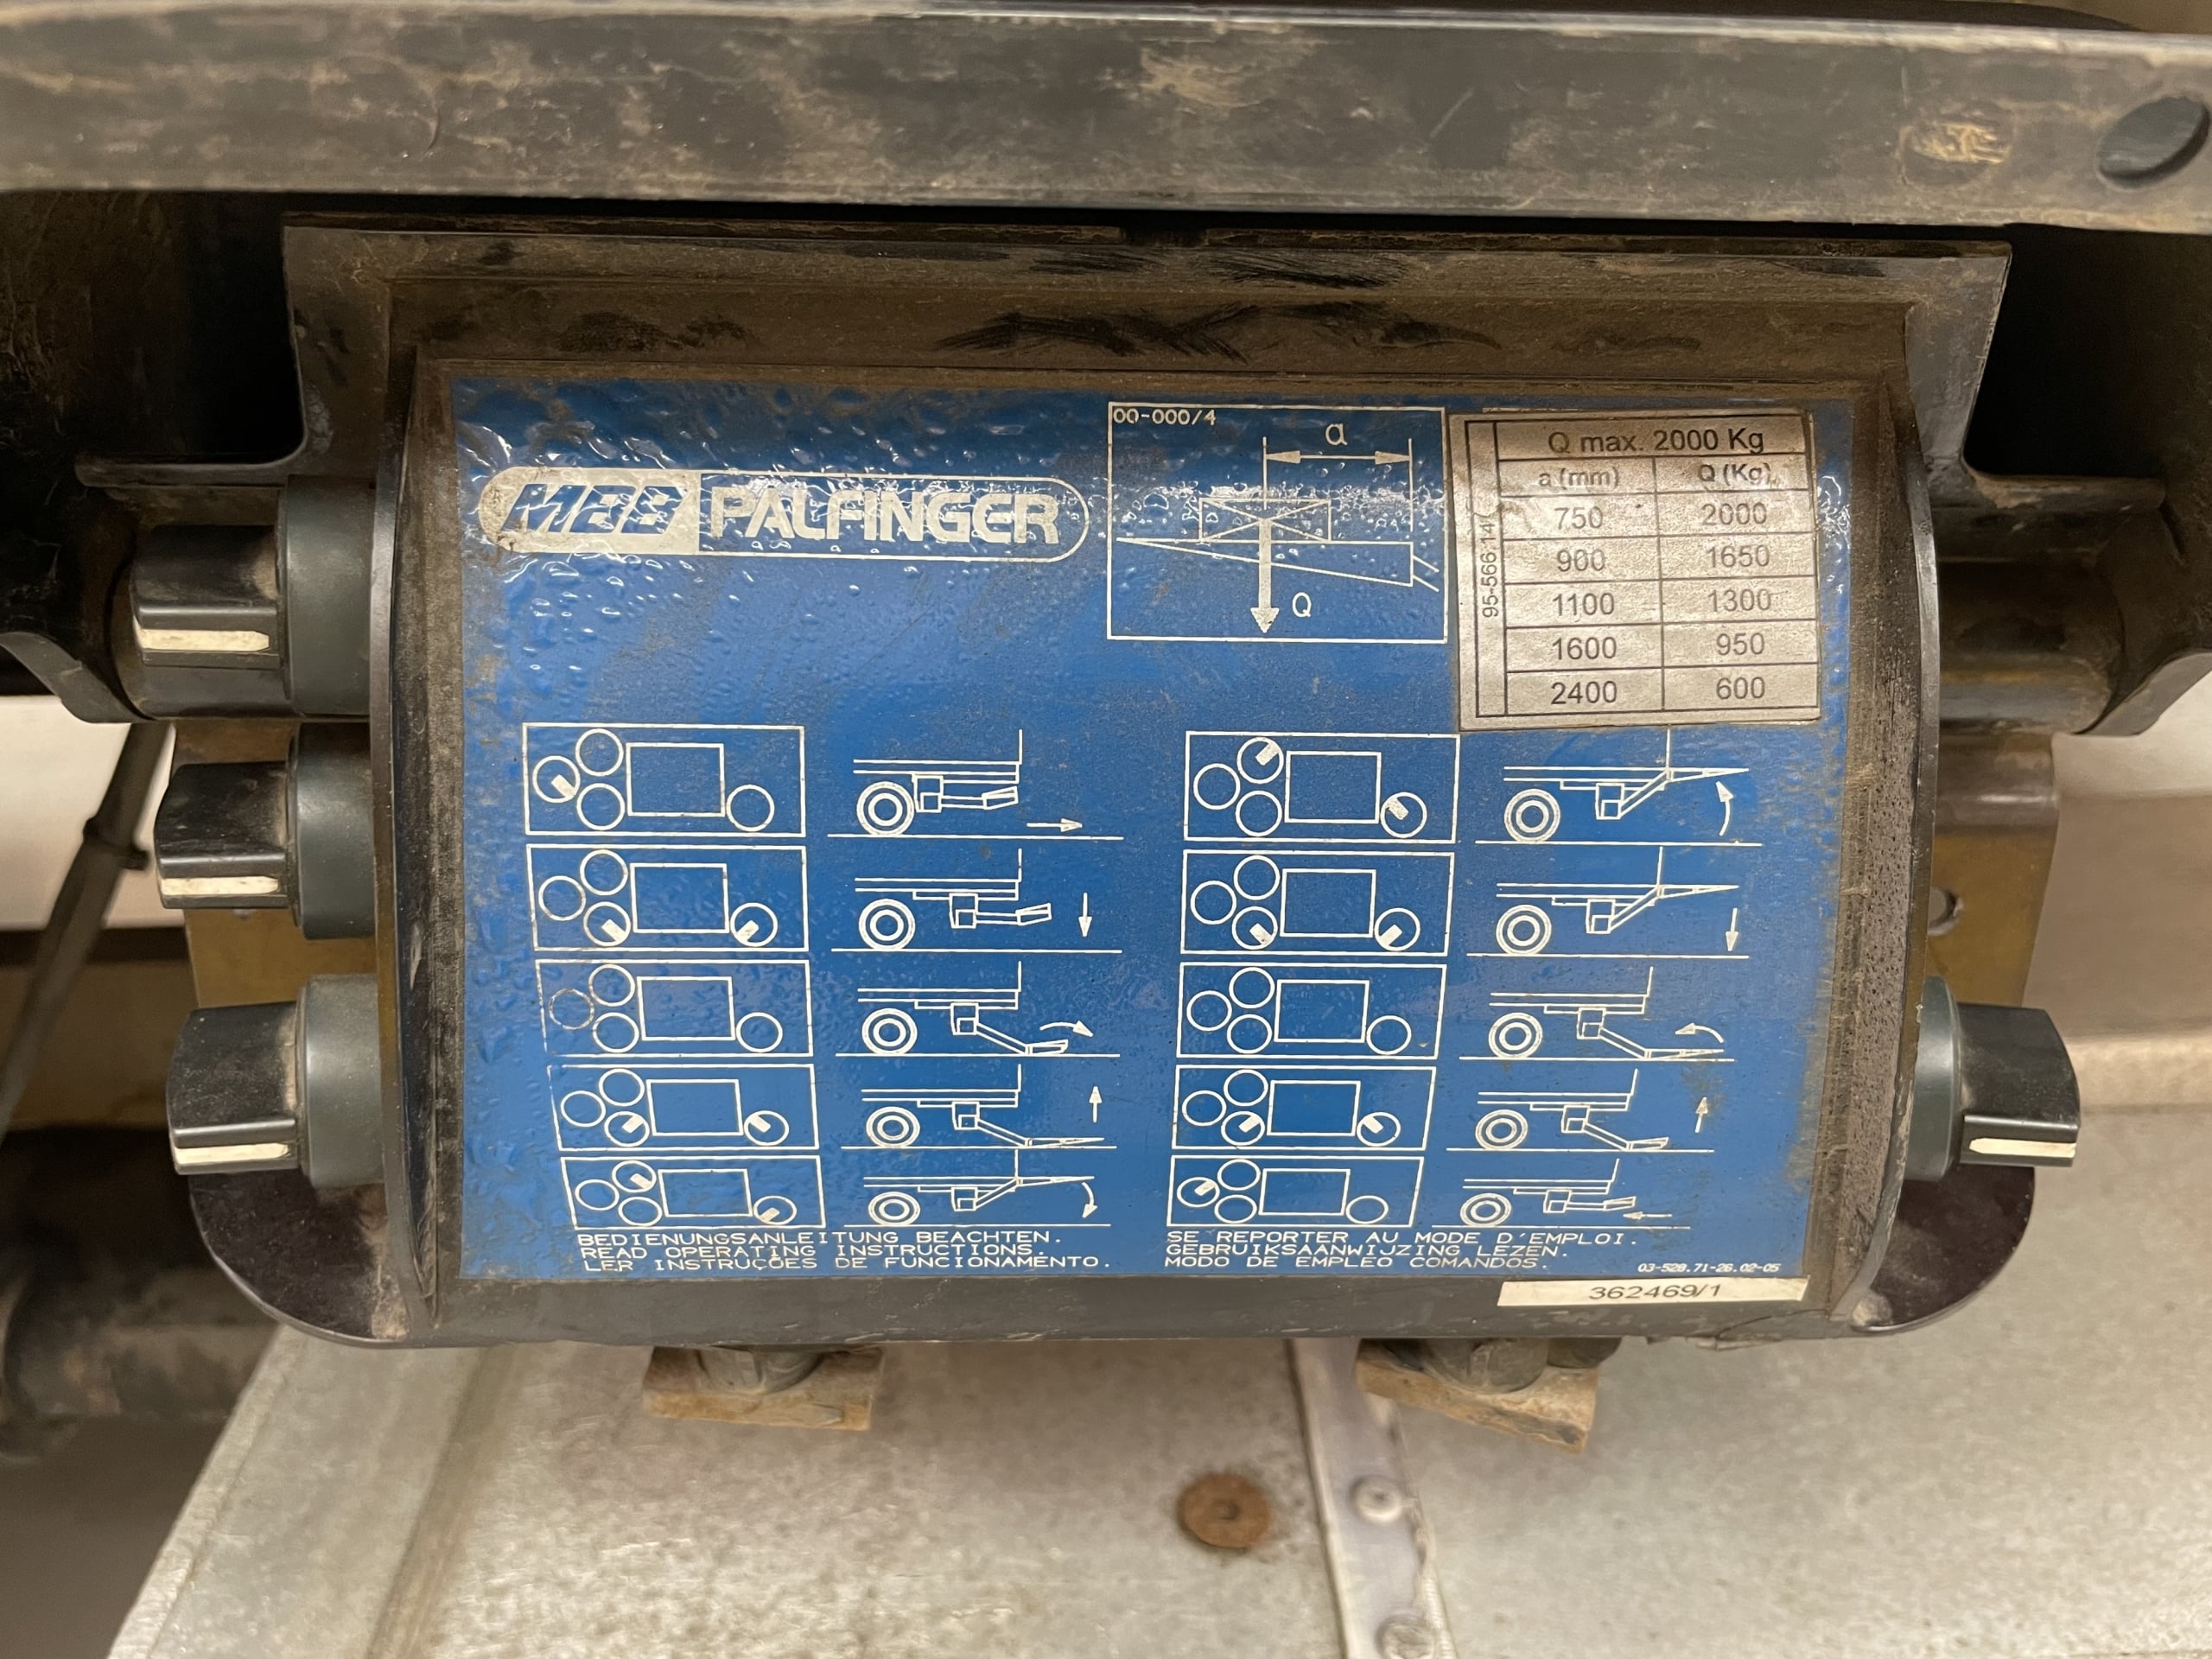 MBB PALFINGER
00-000/4
a
Q
95-566.14
Q max. 2000 Kg
a (mm) Q (Kg)
750 2000
900 1650
1100 1300
1600 950
2400 600
BEDIENUNGSANLEITUNG BEACHTEN.
READ OPERATING INSTRUCTIONS.
LER INSTRUÇÕES DE FUNCIONAMENTO.
SE REPORTER AU MODE D'EMPLOI.
GEBRUIKSAANWIJZING LEZEN.
MODO DE EMPLEO COMANDOS.
03-528.71-26.02-05
362469/1